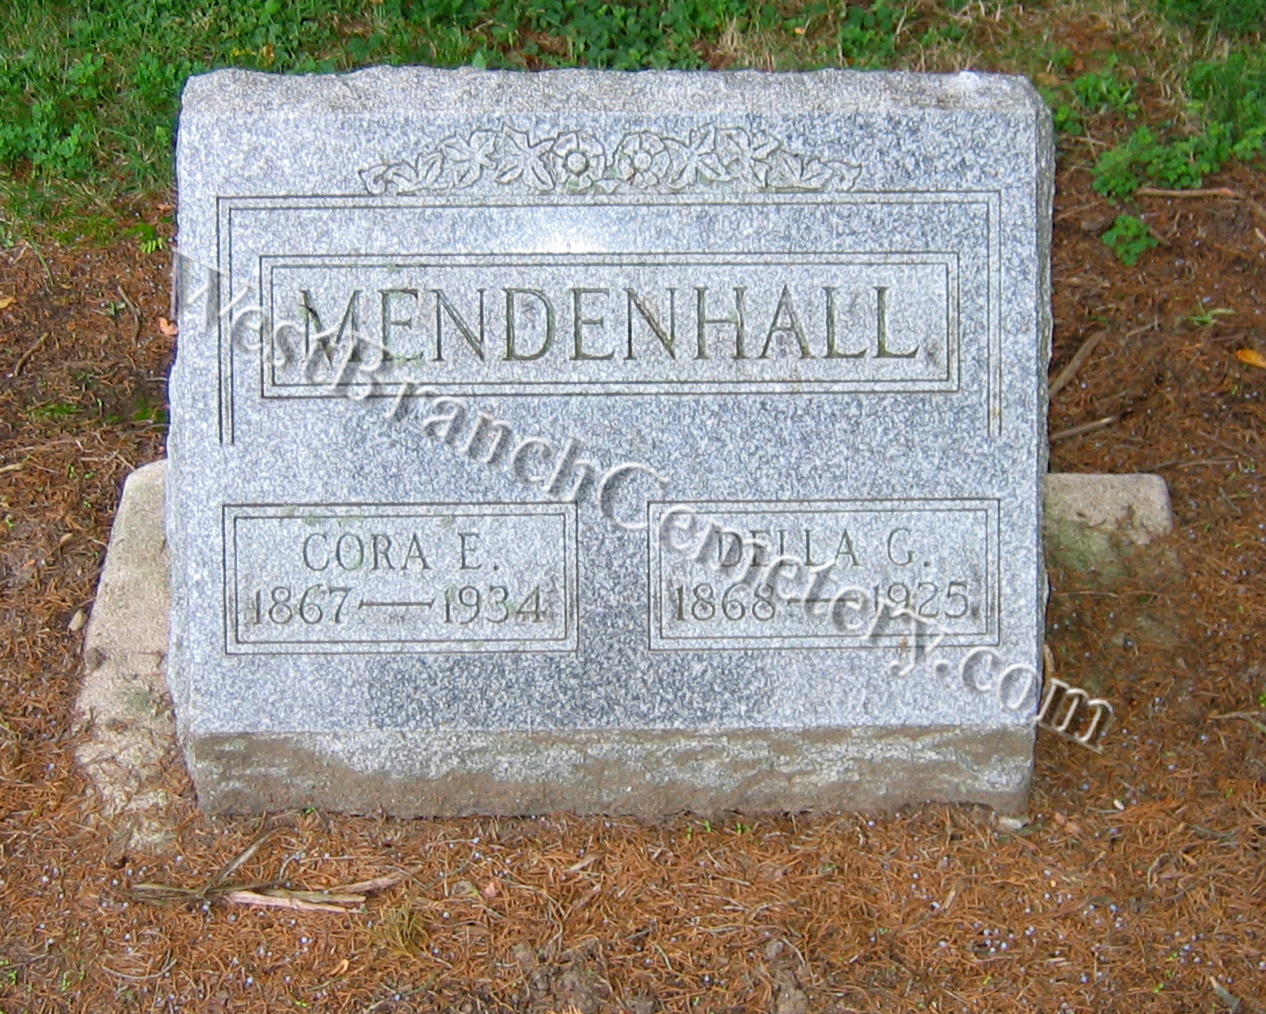 MENDENHALL
CORA E.
1867—1934
DELLA G.
1868—1925
WestBranchCemetery.com